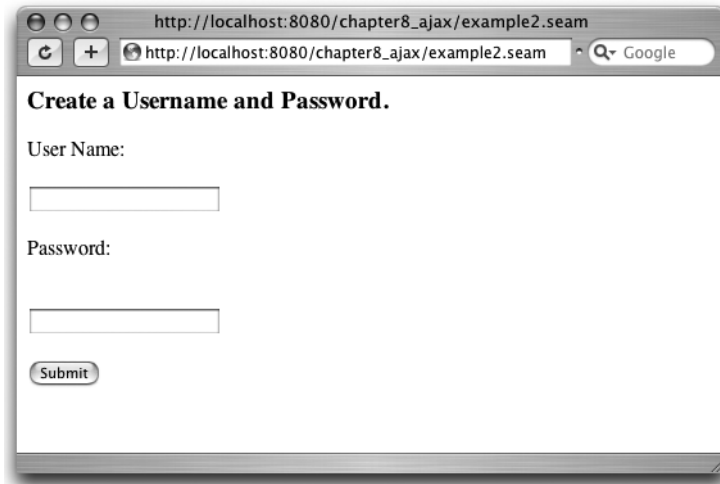 http://localhost:8080/chapter8_ajax/example2.seam
http://localhost:8080/chapter8_ajax/example2.seam Google
Create a Username and Password.
User Name:
Password:
Submit